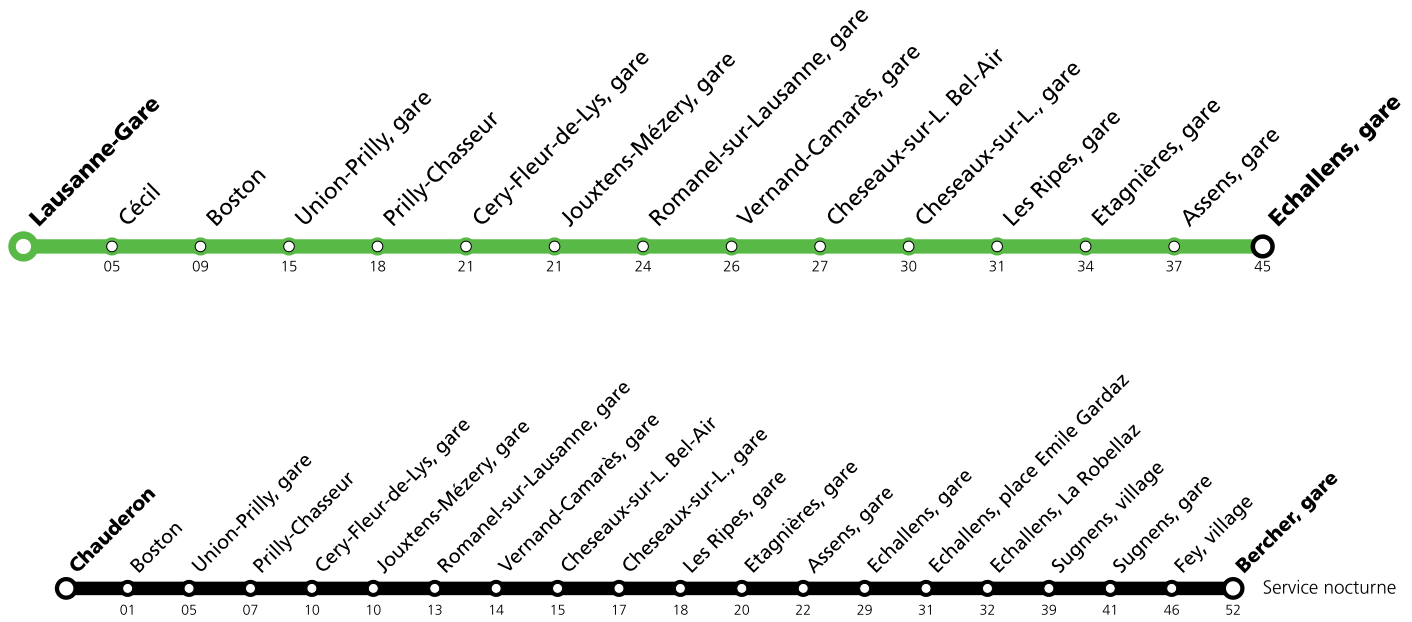 Lausanne-Gare
Cécil
Boston
Union-Prilly, gare
Prilly-Chasseur
Cery-Fleur-de-Lys, gare
Jouxtens-Mézery, gare
Romanel-sur-Lausanne, gare
Vernand-Camarès, gare
Cheseaux-sur-L. Bel-Air
Cheseaux-sur-L., gare
Les Ripes, gare
Etagnières, gare
Assens, gare
Echallens, gare
05
09
15
18
21
21
24
26
27
30
31
34
37
45
Chauderon
Boston
Union-Prilly, gare
Prilly-Chasseur
Cery-Fleur-de-Lys, gare
Jouxtens-Mézery, gare
Romanel-sur-Lausanne, gare
Vernand-Camarès, gare
Cheseaux-sur-L. Bel-Air
Cheseaux-sur-L., gare
Les Ripes, gare
Etagnières, gare
Assens, gare
Echallens, gare
Echallens, place Emile Gardaz
Echallens, La Robellaz
Sugnens, village
Sugnens, gare
Fey, village
Bercher, gare
Service nocturne
01
05
07
10
10
13
14
15
17
18
20
22
29
31
32
39
41
46
52